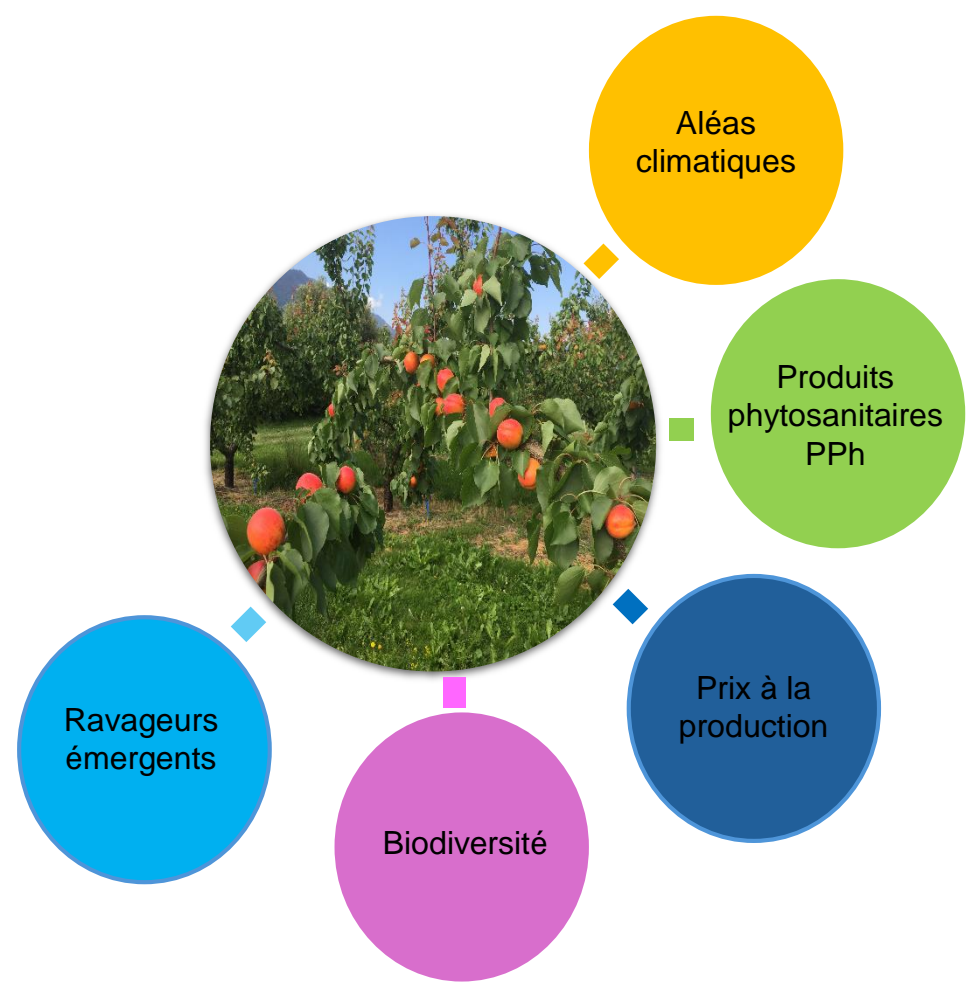 Aléas
climatiques
Produits
phytosanitaires
PPh
Prix à la
production
Biodiversité
Ravageurs
émergents